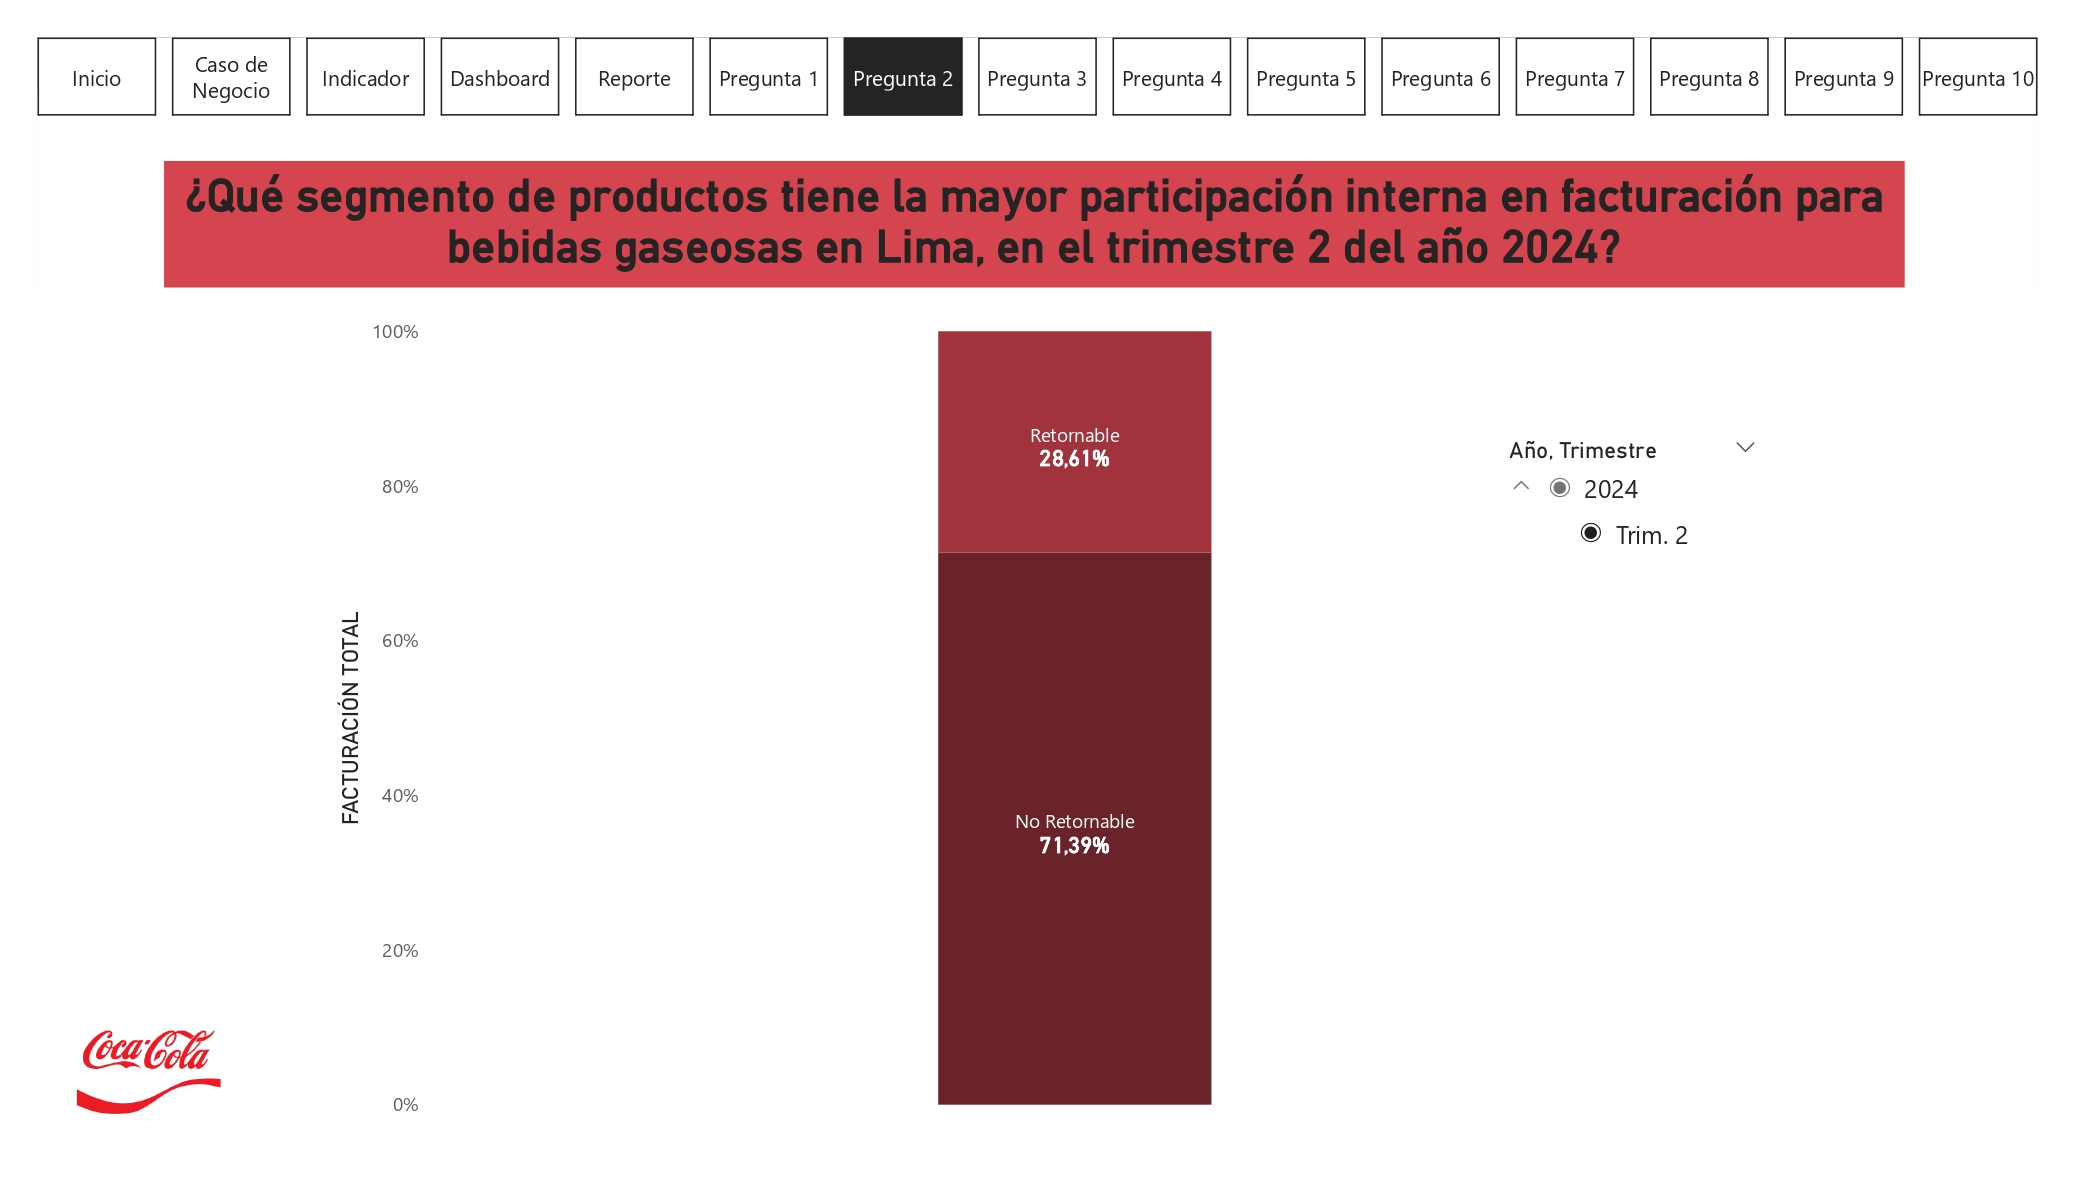 Inicio
Caso de
Negocio
Indicador
Dashboard
Reporte
Pregunta 1
Pregunta 2
Pregunta 3
Pregunta 4
Pregunta 5
Pregunta 6
Pregunta 7
Pregunta 8
Pregunta 9
Pregunta 10
¿Qué segmento de productos tiene la mayor participación interna en facturación para
bebidas gaseosas en Lima, en el trimestre 2 del año 2024?
100%
80%
60%
40%
20%
0%
FACTURACIÓN TOTAL
Retornable
28,61%
No Retornable
71,39%
Año, Trimestre
2024
Trim. 2
Coca-Cola